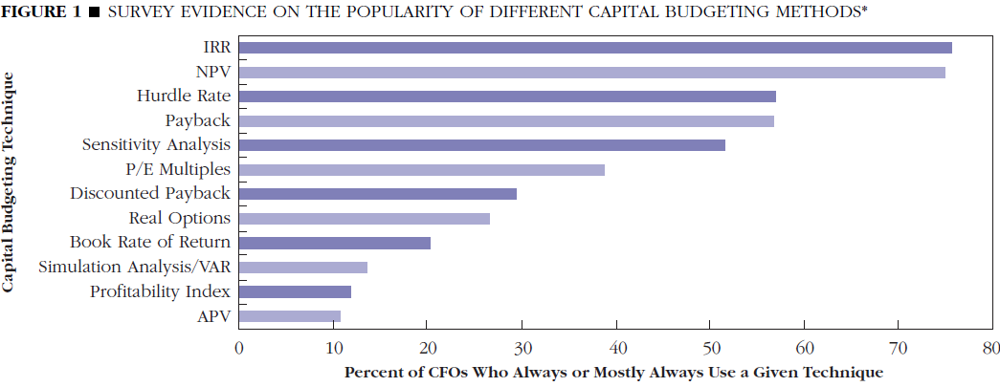 FIGURE 1 ■ SURVEY EVIDENCE ON THE POPULARITY OF DIFFERENT CAPITAL BUDGETING METHODS*
Capital Budgeting Technique
IRR
NPV
Hurdle Rate
Payback
Sensitivity Analysis
P/E Multiples
Discounted Payback
Real Options
Book Rate of Return
Simulation Analysis/VAR
Profitability Index
APV
0 10 20 30 40 50 60 70 80
Percent of CFOs Who Always or Mostly Always Use a Given Technique